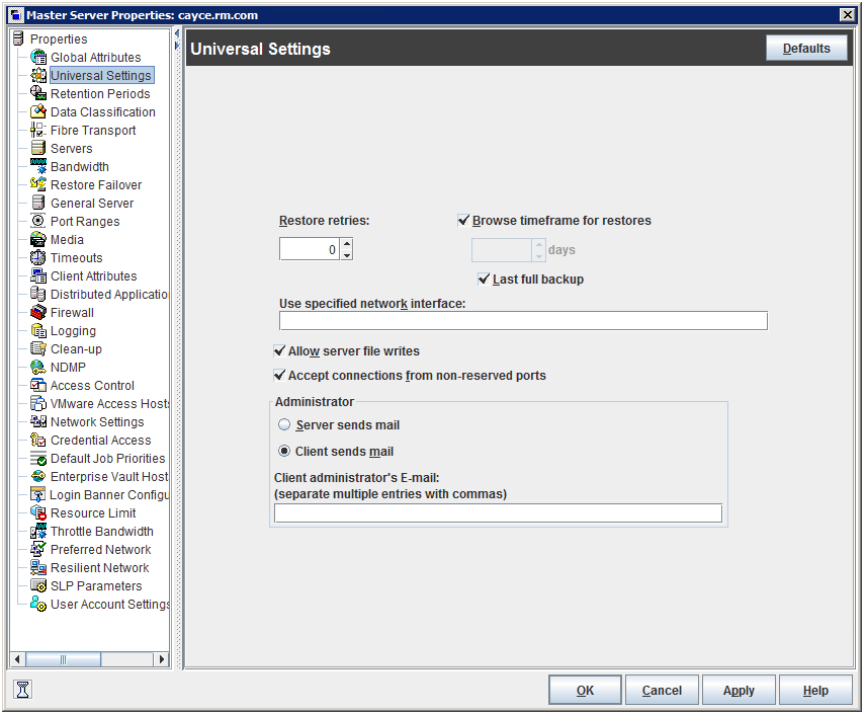 Master Server Properties: cayce.rm.com
Properties
Global Attributes
Universal Settings
Retention Periods
Data Classification
Fibre Transport
Servers
Bandwidth
Restore Failover
General Server
Port Ranges
Media
Timeouts
Client Attributes
Distributed Applicatio
Firewall
Logging
Clean-up
NDMP
Access Control
VMware Access Hosts
Network Settings
Credential Access
Default Job Priorities
Enterprise Vault Host
Login Banner Configu
Resource Limit
Throttle Bandwidth
Preferred Network
Resilient Network
SLP Parameters
User Account Settings
Universal Settings
Defaults
Restore retries:
Browse timeframe for restores
0
days
Last full backup
Use specified network interface:
Allow server file writes
Accept connections from non-reserved ports
Administrator
Server sends mail
Client sends mail
Client administrator's E-mail:
(separate multiple entries with commas)
OK
Cancel
Apply
Help